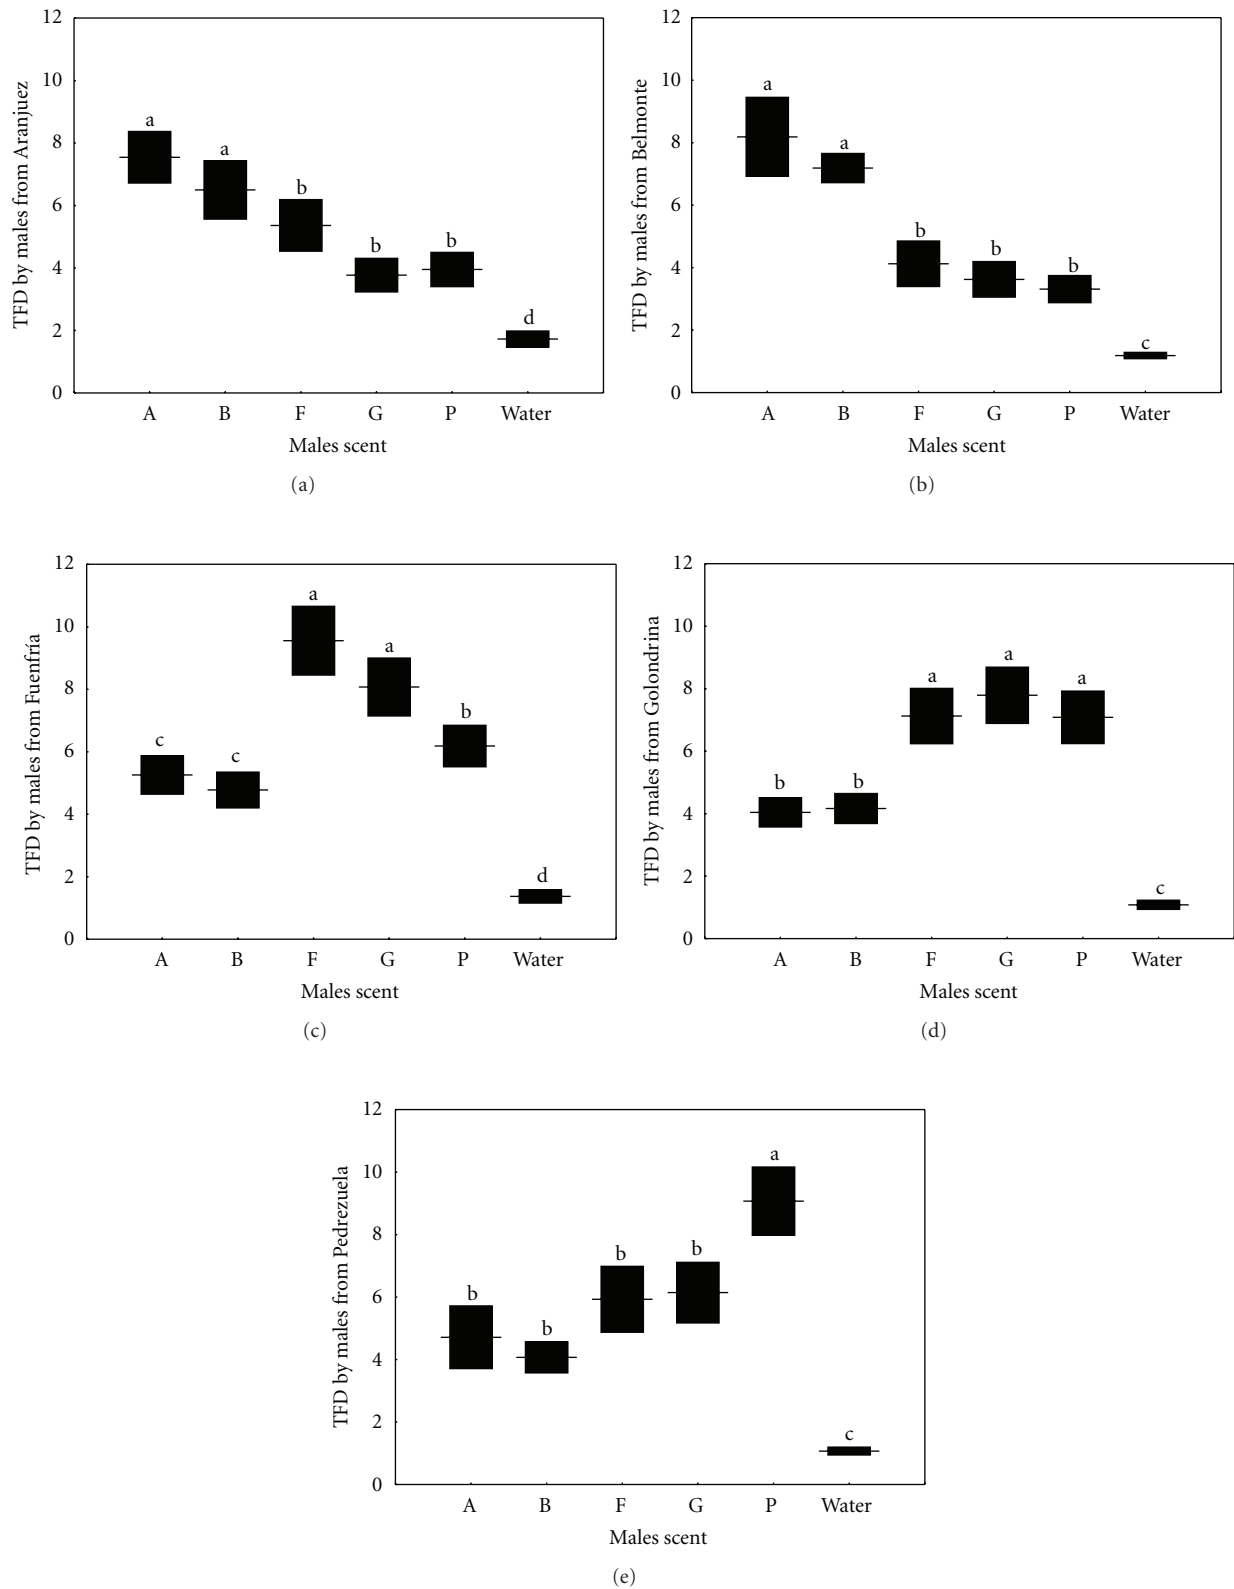 TFD by males from Aranjuez
12
10
8
6
4
2
0
a
a
b
b
b
d
A B F G P Water
Males scent
(a)
TFD by males from Belmonte
12
10
8
6
4
2
0
a
a
b
b
b
c
A B F G P Water
Males scent
(b)
TFD by males from Fuenfría
12
10
8
6
4
2
0
c
c
a
a
b
d
A B F G P Water
Males scent
(c)
TFD by males from Golondrina
12
10
8
6
4
2
0
b
b
a
a
a
c
A B F G P Water
Males scent
(d)
TFD by males from Pedrezuela
12
10
8
6
4
2
0
b
b
b
b
a
c
A B F G P Water
Males scent
(e)